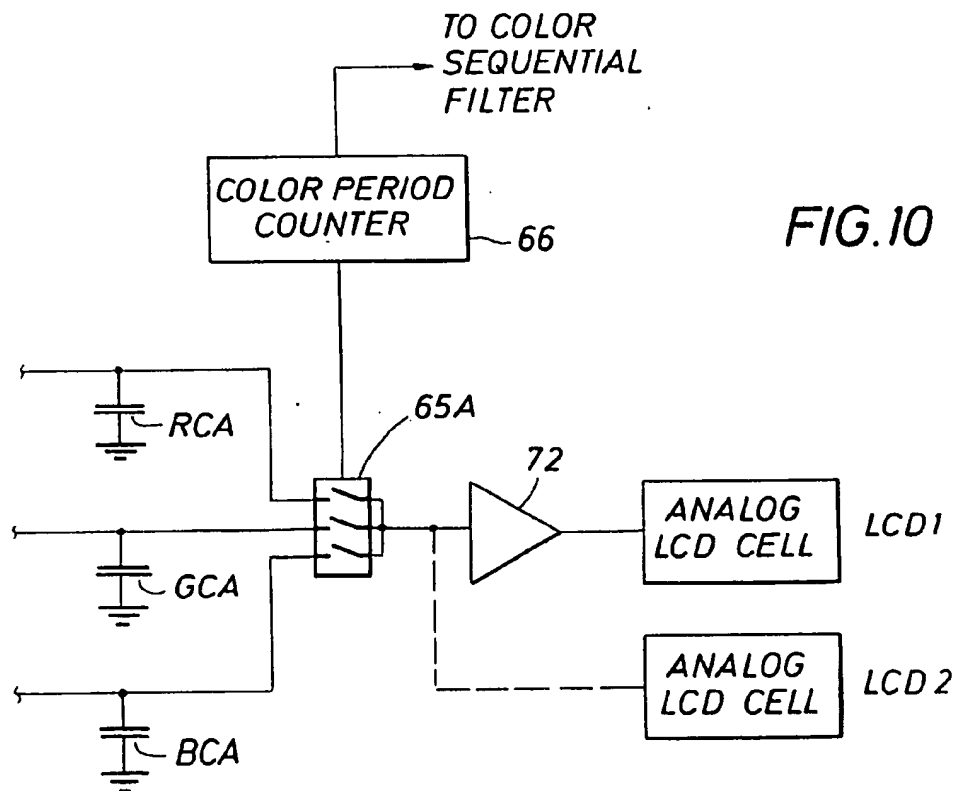 TO COLOR
SEQUENTIAL
FILTER
COLOR PERIOD
COUNTER
66
FIG.10
65A
RCA
72
ANALOG
LCD CELL
LCD1
GCA
ANALOG
LCD CELL
LCD2
BCA